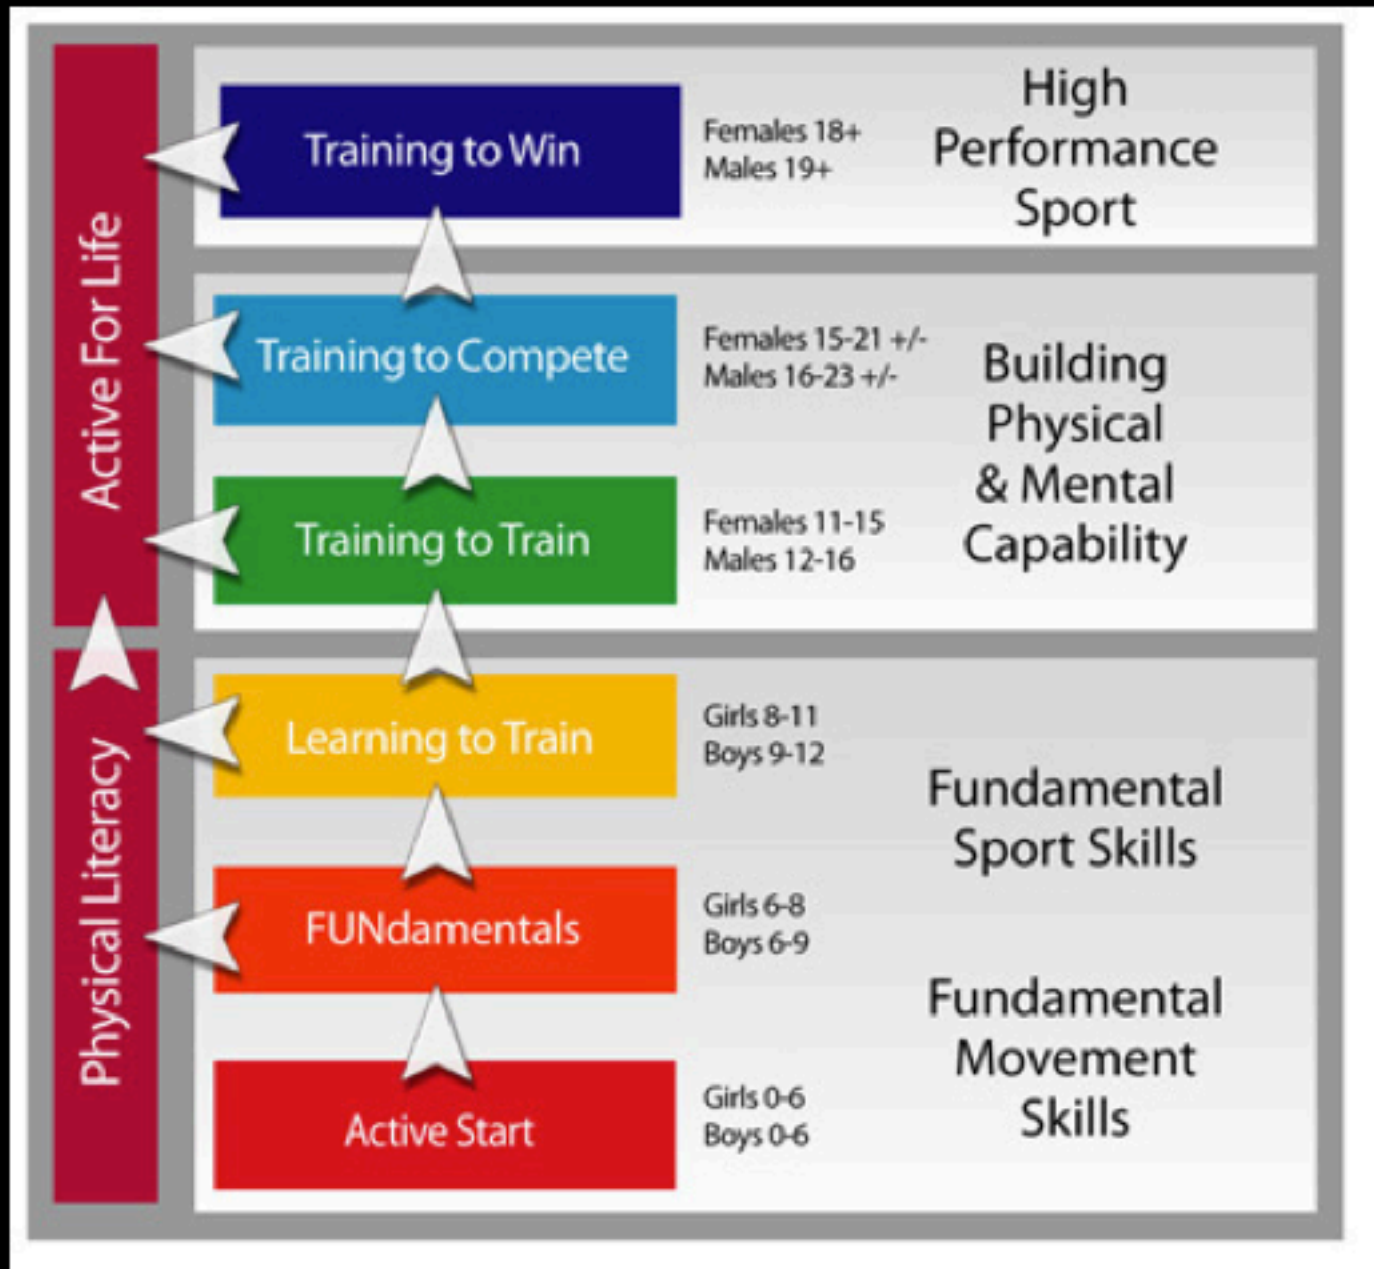 Active For Life
Physical Literacy
Training to Win
Females 18+
Males 19+
High
Performance
Sport
Training to Compete
Females 15-21 +/-
Males 16-23 +/-
Training to Train
Females 11-15
Males 12-16
Building
Physical
& Mental
Capability
Learning to Train
Girls 8-11
Boys 9-12
Fundamental
Sport Skills
FUNdamentals
Girls 6-8
Boys 6-9
Active Start
Girls 0-6
Boys 0-6
Fundamental
Movement
Skills